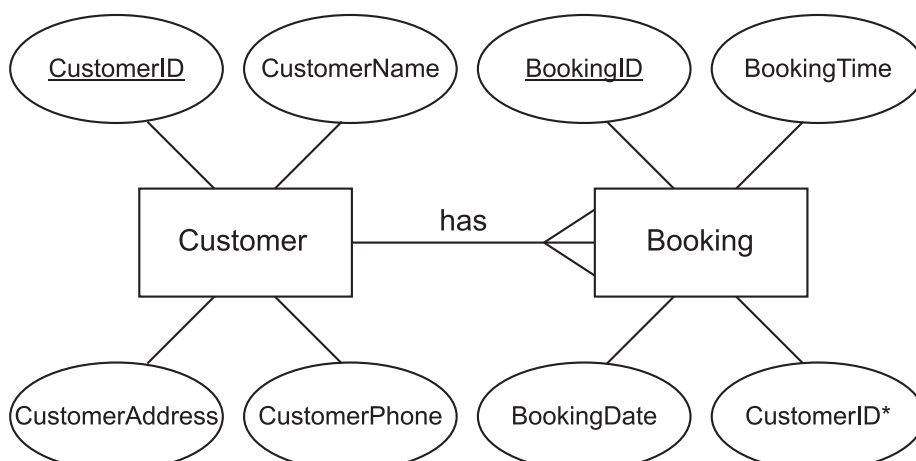 CustomerID
CustomerName
BookingID
BookingTime
Customer
has
Booking
CustomerAddress
CustomerPhone
BookingDate
CustomerID*